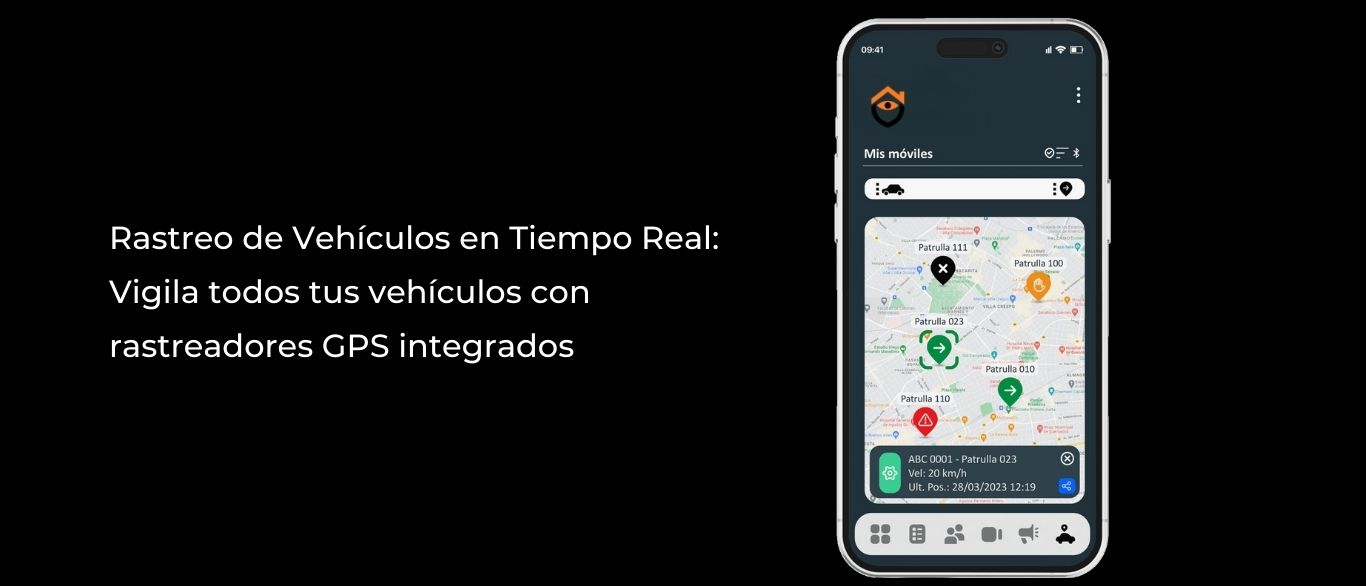 Rastreo de Vehículos en Tiempo Real:
Vigila todos tus vehículos con
rastreadores GPS integrados
09:41
Mis móviles
Patrulla 111
Patrulla 100
VILLA CRESPO
Patrulla 023
Patrulla 010
Patrulla 110
ABC 0001 - Patrulla 023
Vel: 20 km/h
Ult. Pos.: 28/03/2023 12:19